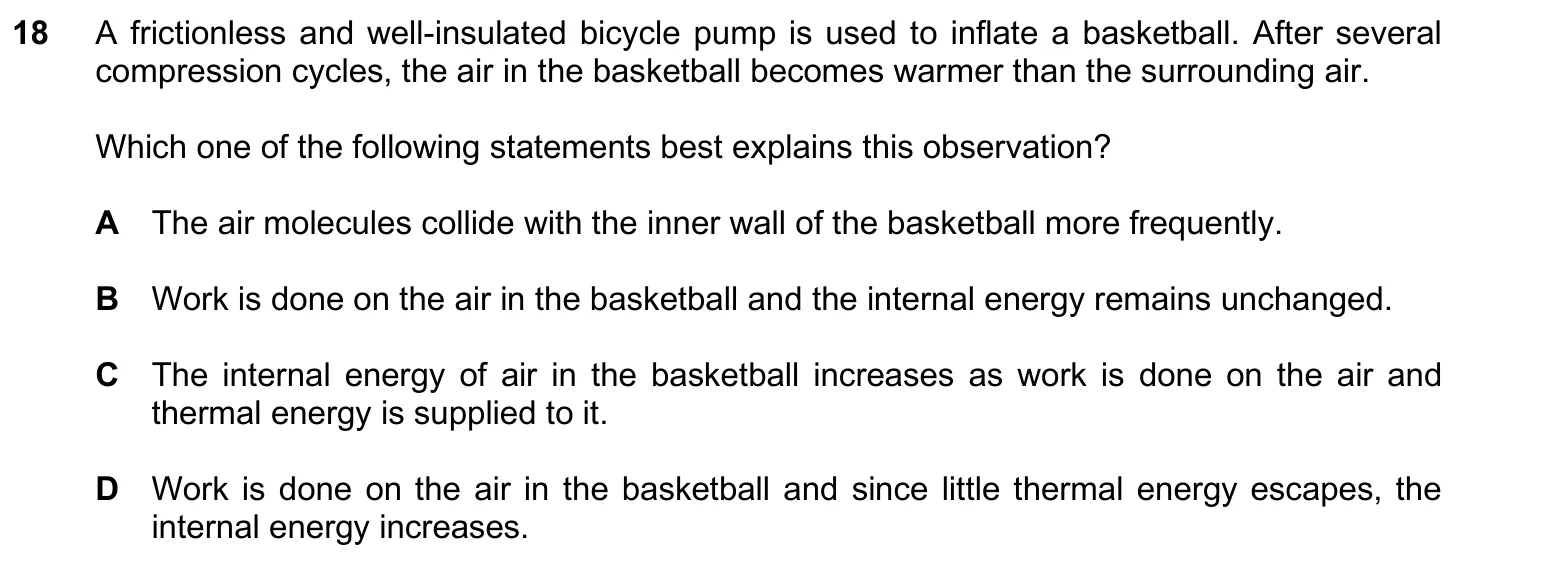 18 A frictionless and well-insulated bicycle pump is used to inflate a basketball. After several
compression cycles, the air in the basketball becomes warmer than the surrounding air.
Which one of the following statements best explains this observation?
A The air molecules collide with the inner wall of the basketball more frequently.
B Work is done on the air in the basketball and the internal energy remains unchanged.
C The internal energy of air in the basketball increases as work is done on the air and
thermal energy is supplied to it.
D Work is done on the air in the basketball and since little thermal energy escapes, the
internal energy increases.